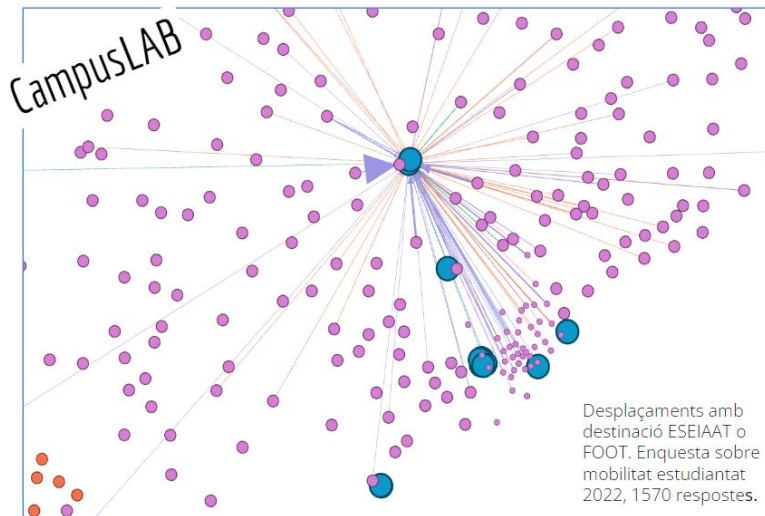 CampusLAB
Desplaçaments amb
destinació ESEIAAT o
FOOT. Enquesta sobre
mobilitat estudiantat
2022, 1570 respostes.